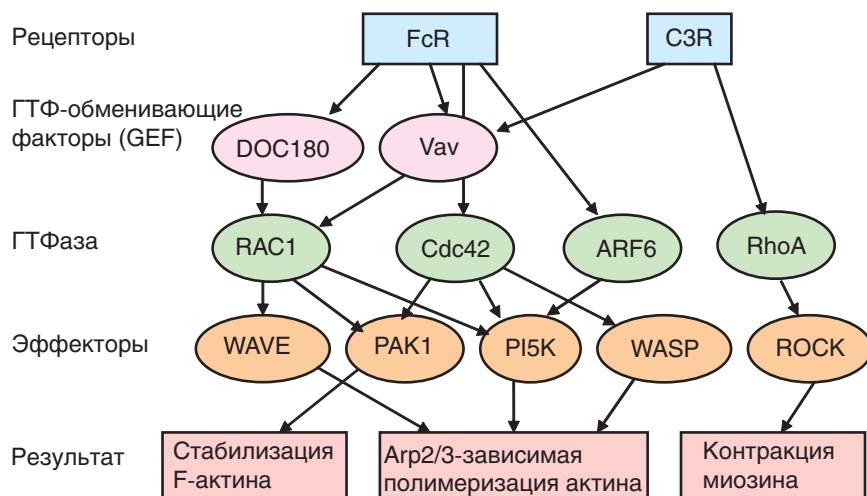 Рецепторы
FcR
C3R
ГТФ-обменивающие
факторы (GEF)
DOC180
Vav
ГТФаза
RAC1
Cdc42
ARF6
RhoA
Эффекторы
WAVE
PAK1
PI5K
WASP
ROCK
Результат
Стабилизация
F-актина
Arp2/3-зависимая
полимеризация актина
Контракция
миозина